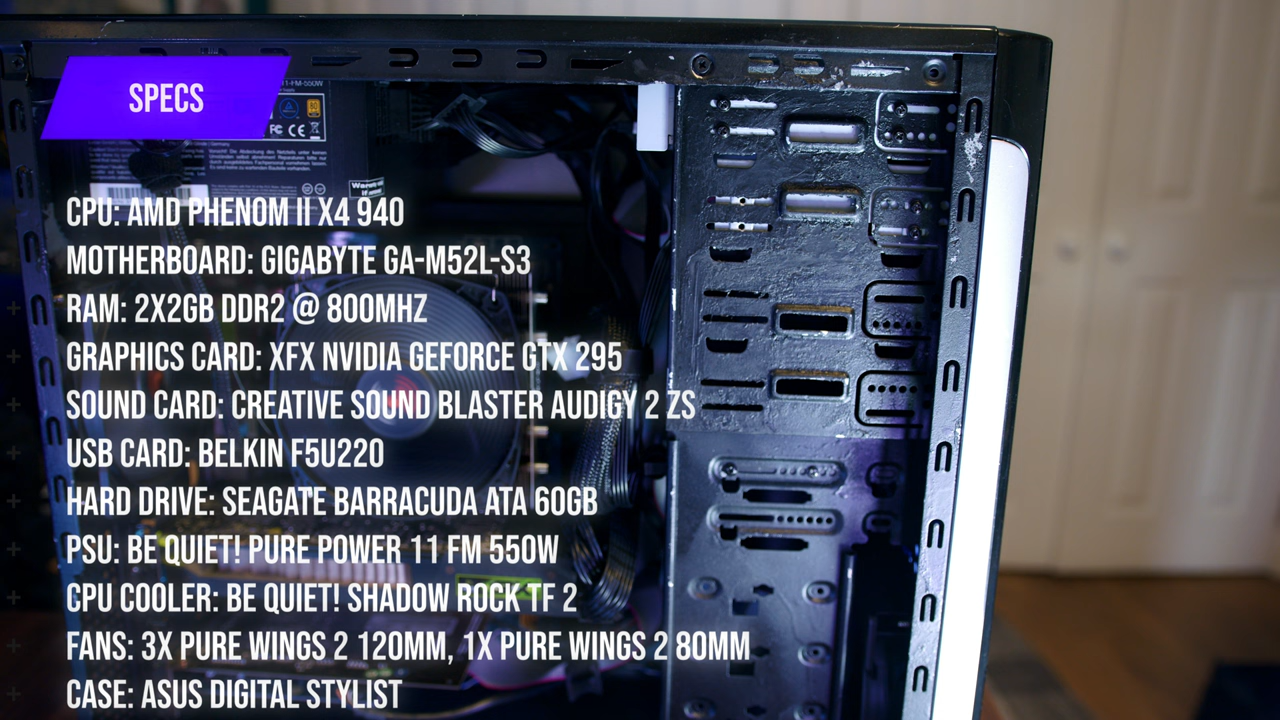 SPECS
11-FM-550W
CPU: AMD PHENOM II X4 940
MOTHERBOARD: GIGABYTE GA-M52L-S3
RAM: 2X2GB DDR2 @ 800MHZ
GRAPHICS CARD: XFX NVIDIA GEFORCE GTX 295
SOUND CARD: CREATIVE SOUND BLASTER AUDIGY 2 ZS
USB CARD: BELKIN F5U220
HARD DRIVE: SEAGATE BARRACUDA ATA 60GB
PSU: BE QUIET! PURE POWER 11 FM 550W
CPU COOLER: BE QUIET! SHADOW ROCK TF 2
FANS: 3X PURE WINGS 2 120MM, 1X PURE WINGS 2 80MM
CASE: ASUS DIGITAL STYLIST